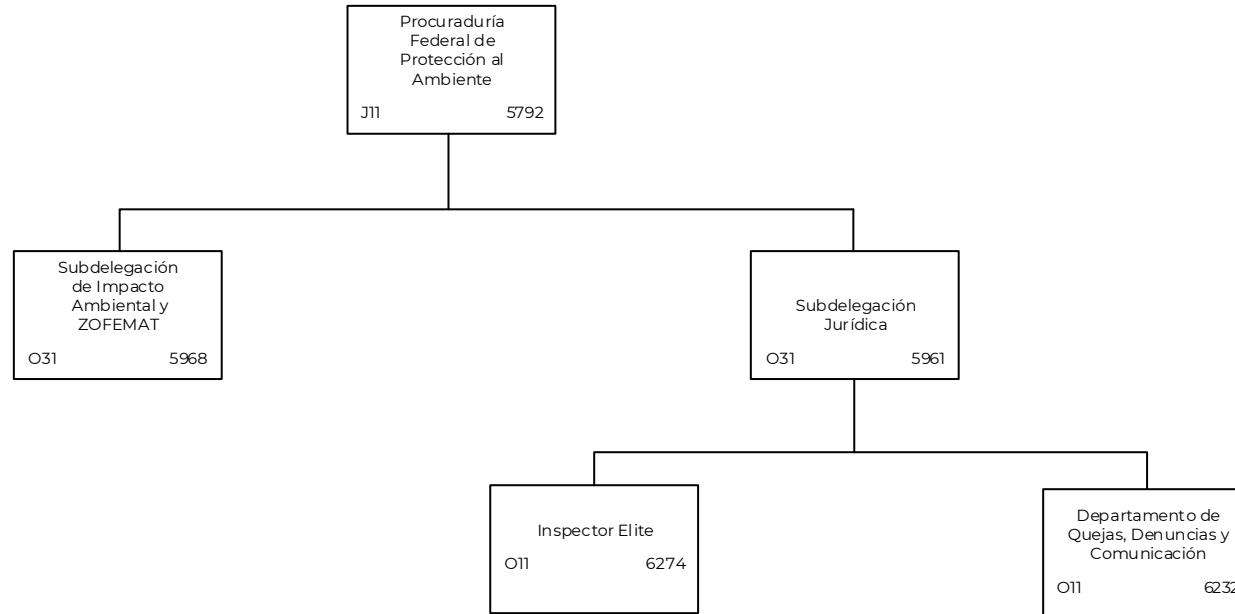 Procuraduría
Federal de
Protección al
Ambiente
J11 5792
Subdelegación
de Impacto
Ambiental y
ZOFEMAT
O31 5968
Subdelegación
Jurídica
O31 5961
Inspector Elite
O11 6274
Departamento de
Quejas, Denuncias y
Comunicación
O11 6232